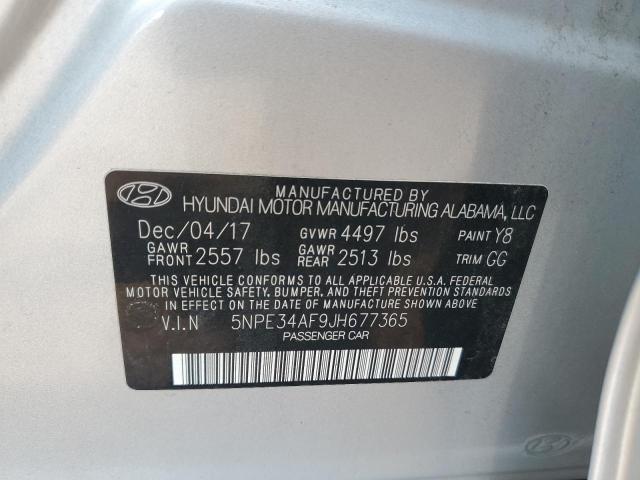 MANUFACTURED BY
HYUNDAI MOTOR MANUFACTURING ALABAMA, LLC
Dec/04/17 GVWR 4497 lbs PAINT Y8
GAWR FRONT 2557 lbs GAWR REAR 2513 lbs TRIM GG
THIS VEHICLE CONFORMS TO ALL APPLICABLE U.S.A. FEDERAL
MOTOR VEHICLE SAFETY, BUMPER, AND THEFT PREVENTION
STANDARDS IN EFFECT ON THE DATE OF MANUFACTURE SHOWN ABOVE.
V.I.N 5NPE34AF9JH677365
PASSENGER CAR